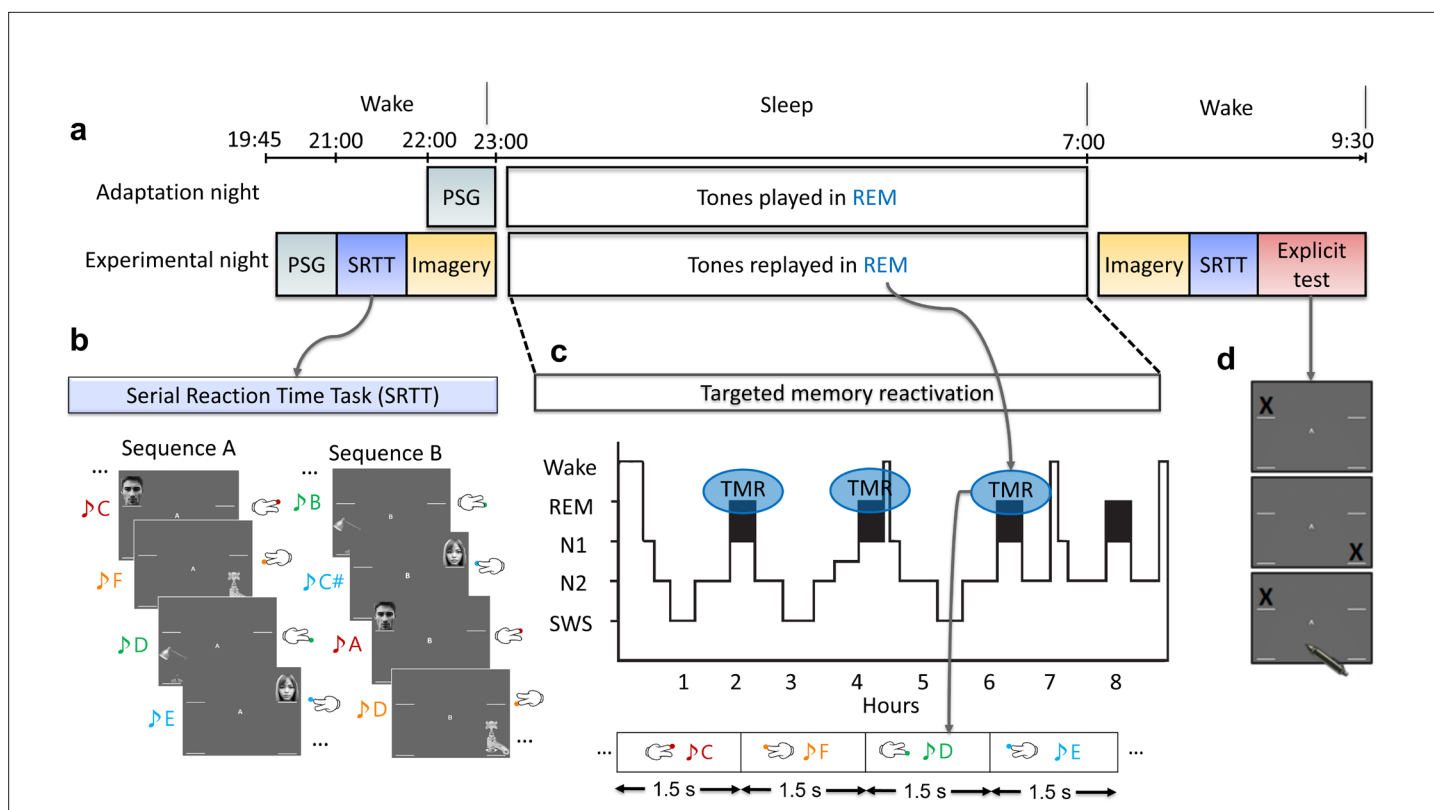 Wake Sleep Wake
a
19:45 21:00 22:00 23:00 7:00 9:30
Adaptation night PSG Tones played in REM
Experimental night PSG SRTT Imagery Tones replayed in REM Imagery SRTT Explicit
test
b
Serial Reaction Time Task (SRTT)
Sequence A Sequence B
... ...
♪C A
♪F A
♪D A
♪E A
...
♪B B
♪C# B
♪A B
♪D B
...
c
Targeted memory reactivation
Wake
REM
N1
N2
SWS
TMR TMR TMR
1 2 3 4 5 6 7 8
Hours
... ♪C ♪F ♪D ♪E ...
1.5 s 1.5 s 1.5 s 1.5 s
d
X
A
X
A
X
A